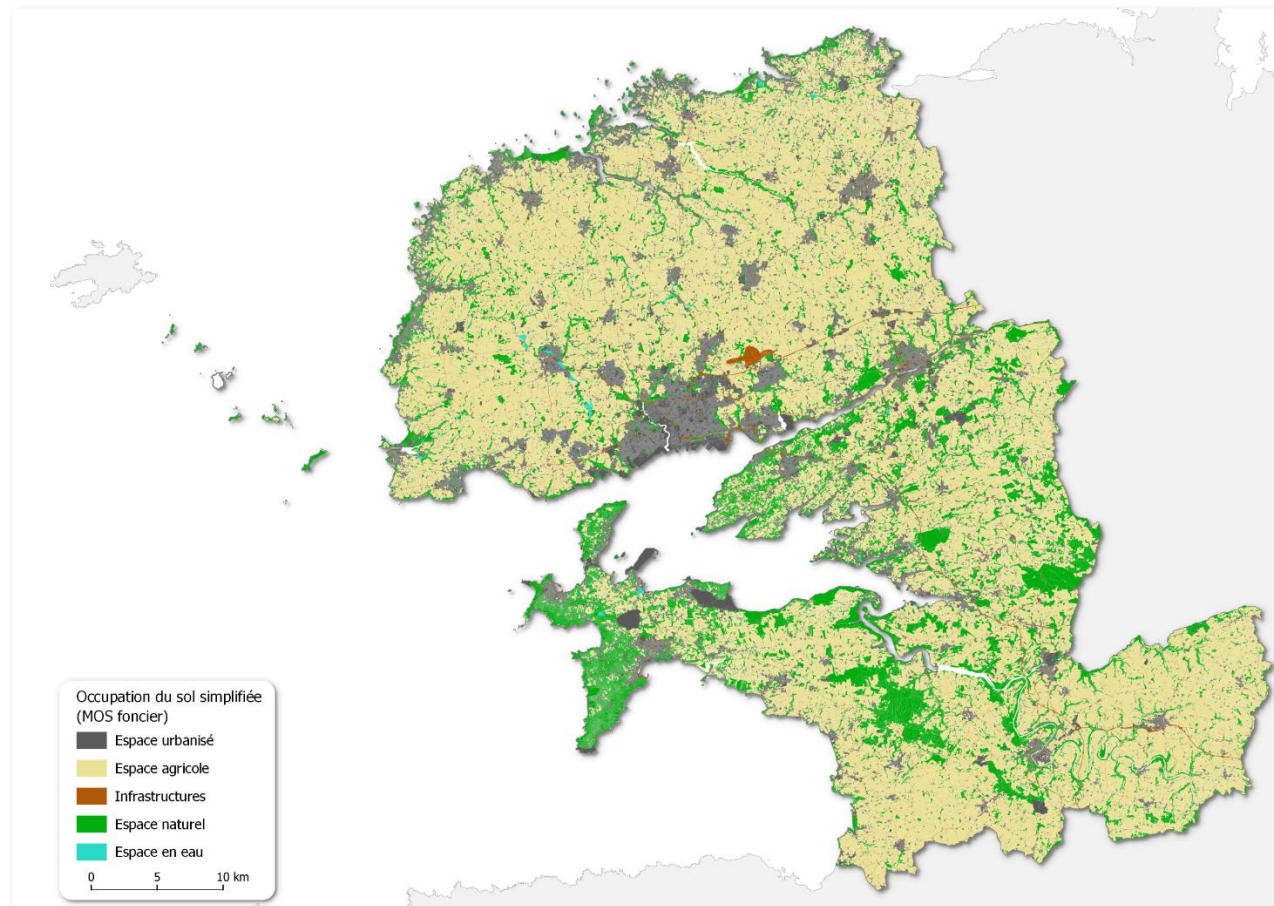 Occupation du sol simplifiée
(MOS foncier)
Espace urbanisé
Espace agricole
Infrastructures
Espace naturel
Espace en eau
0 5 10 km